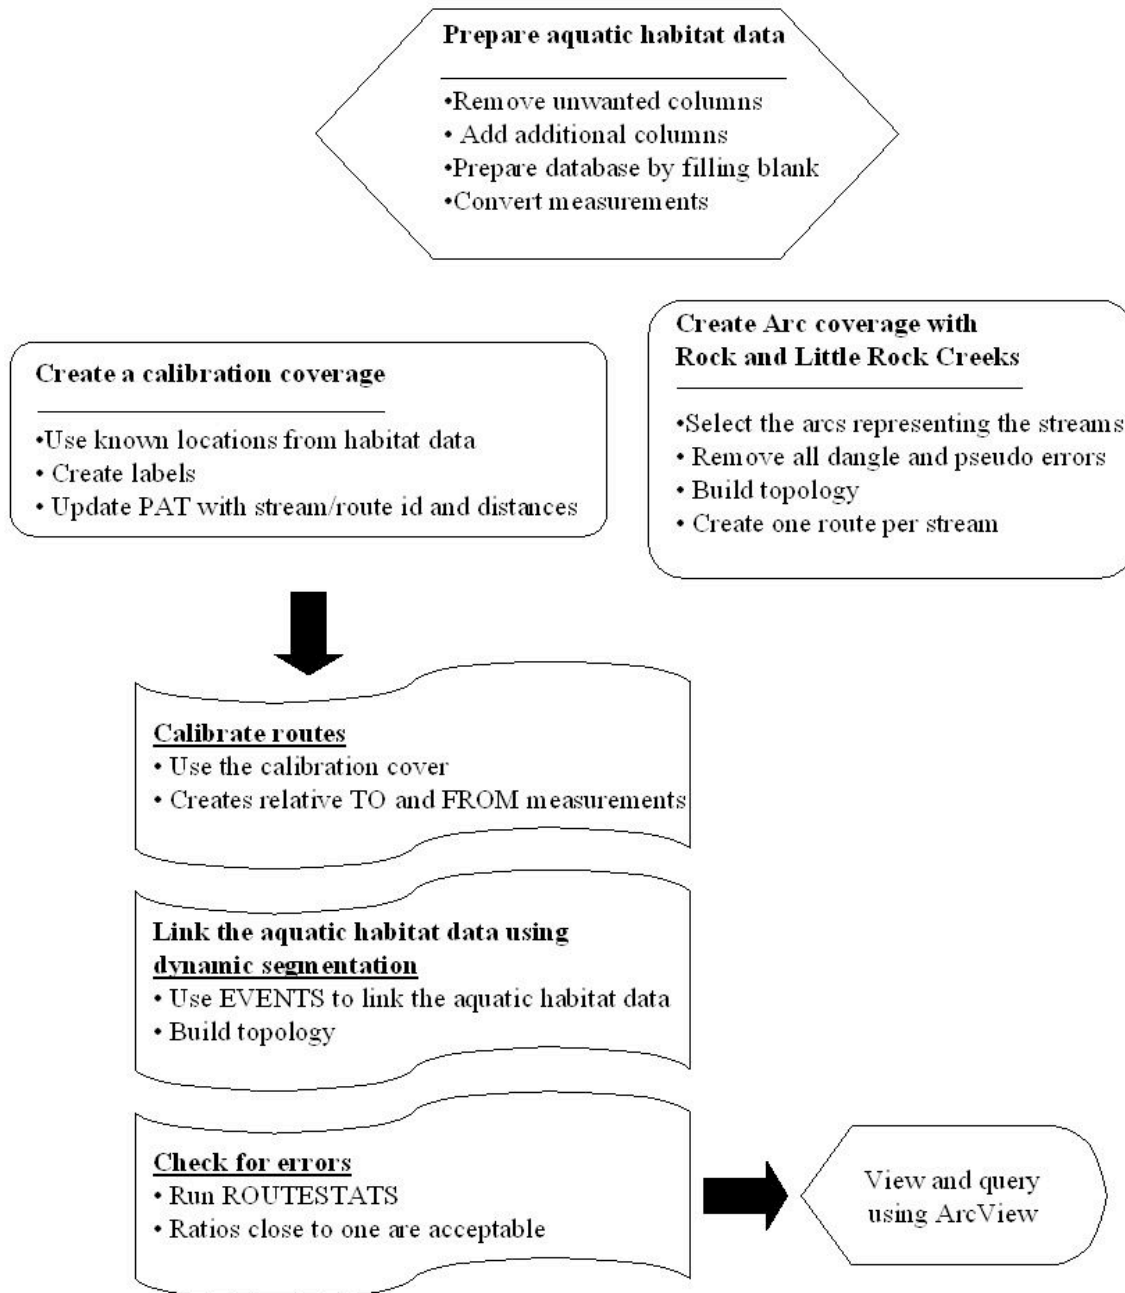 Prepare aquatic habitat data
•Remove unwanted columns
• Add additional columns
•Prepare database by filling blank
•Convert measurements
Create a calibration coverage
•Use known locations from habitat data
• Create labels
• Update PAT with stream/route id and distances
Create Arc coverage with
Rock and Little Rock Creeks
•Select the arcs representing the streams
• Remove all dangle and pseudo errors
• Build topology
• Create one route per stream
Calibrate routes
• Use the calibration cover
• Creates relative TO and FROM measurements
Link the aquatic habitat data using
dynamic segmentation
• Use EVENTS to link the aquatic habitat data
• Build topology
Check for errors
• Run ROUTESTATS
• Ratios close to one are acceptable
View and query
using ArcView